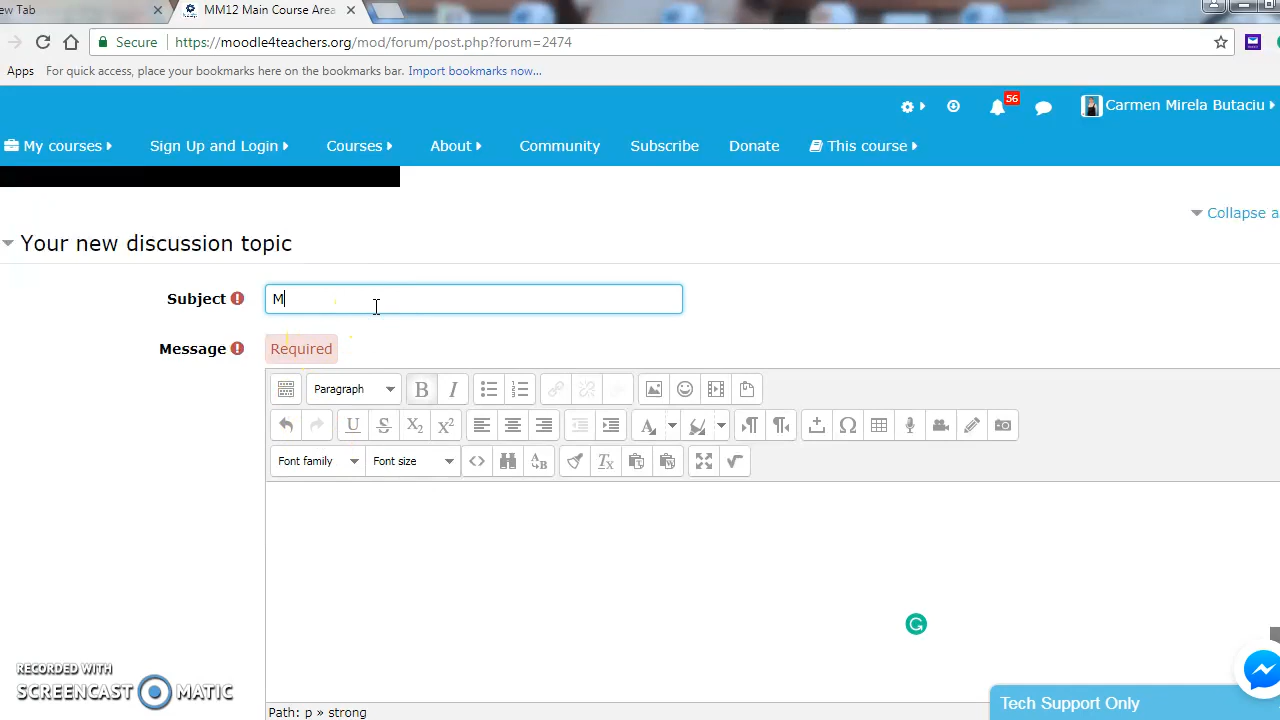 ew Tab
MM12 Main Course Area
Secure https://moodle4teachers.org/mod/forum/post.php?forum=2474
Apps For quick access, place your bookmarks here on the bookmarks bar. Import bookmarks now...
56
Carmen Mirela Butaciu
My courses Sign Up and Login Courses About Community Subscribe Donate This course
Collapse a
Your new discussion topic
Subject M
Message Required
Paragraph B I
U S X₂ X² A Ω
Font family Font size <> A B Tx √
RECORDED WITH
SCREENCAST MATIC
Tech Support Only
Path: p » strong